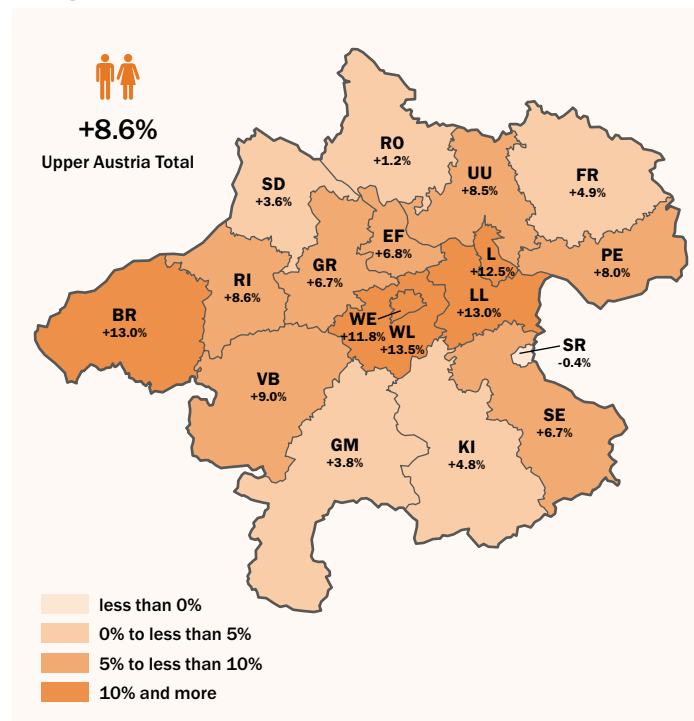 +8.6%
Upper Austria Total
RO
+1.2%
UU
+8.5%
FR
+4.9%
SD
+3.6%
EF
+6.8%
L
+12.5%
PE
+8.0%
GR
+6.7%
RI
+8.6%
LL
+13.0%
BR
+13.0%
WE
+11.8%
WL
+13.5%
SR
-0.4%
VB
+9.0%
SE
+6.7%
GM
+3.8%
KI
+4.8%
less than 0%
0% to less than 5%
5% to less than 10%
10% and more